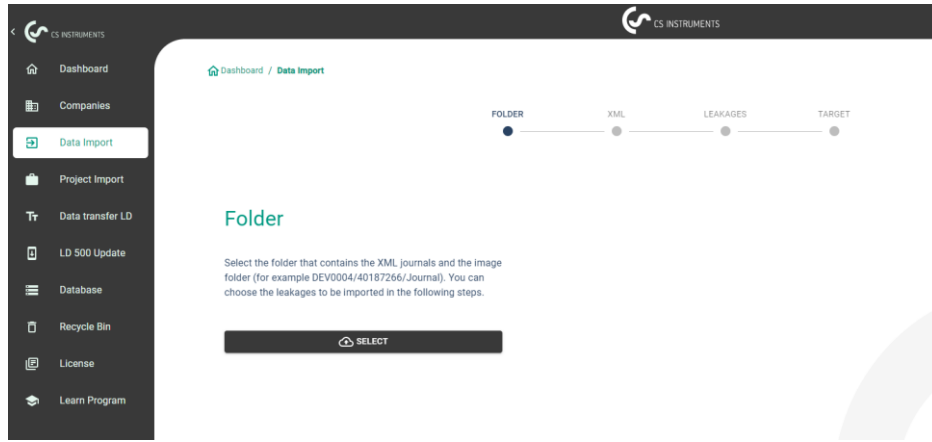 CS INSTRUMENTS
CS INSTRUMENTS
Dashboard
Companies
Data Import
Project Import
Data transfer LD
LD 500 Update
Database
Recycle Bin
License
Learn Program
Dashboard / Data Import
FOLDER XML LEAKAGES TARGET
Folder
Select the folder that contains the XML journals and the image
folder (for example DEV0004/40187266/Journal). You can
choose the leakages to be imported in the following steps.
SELECT